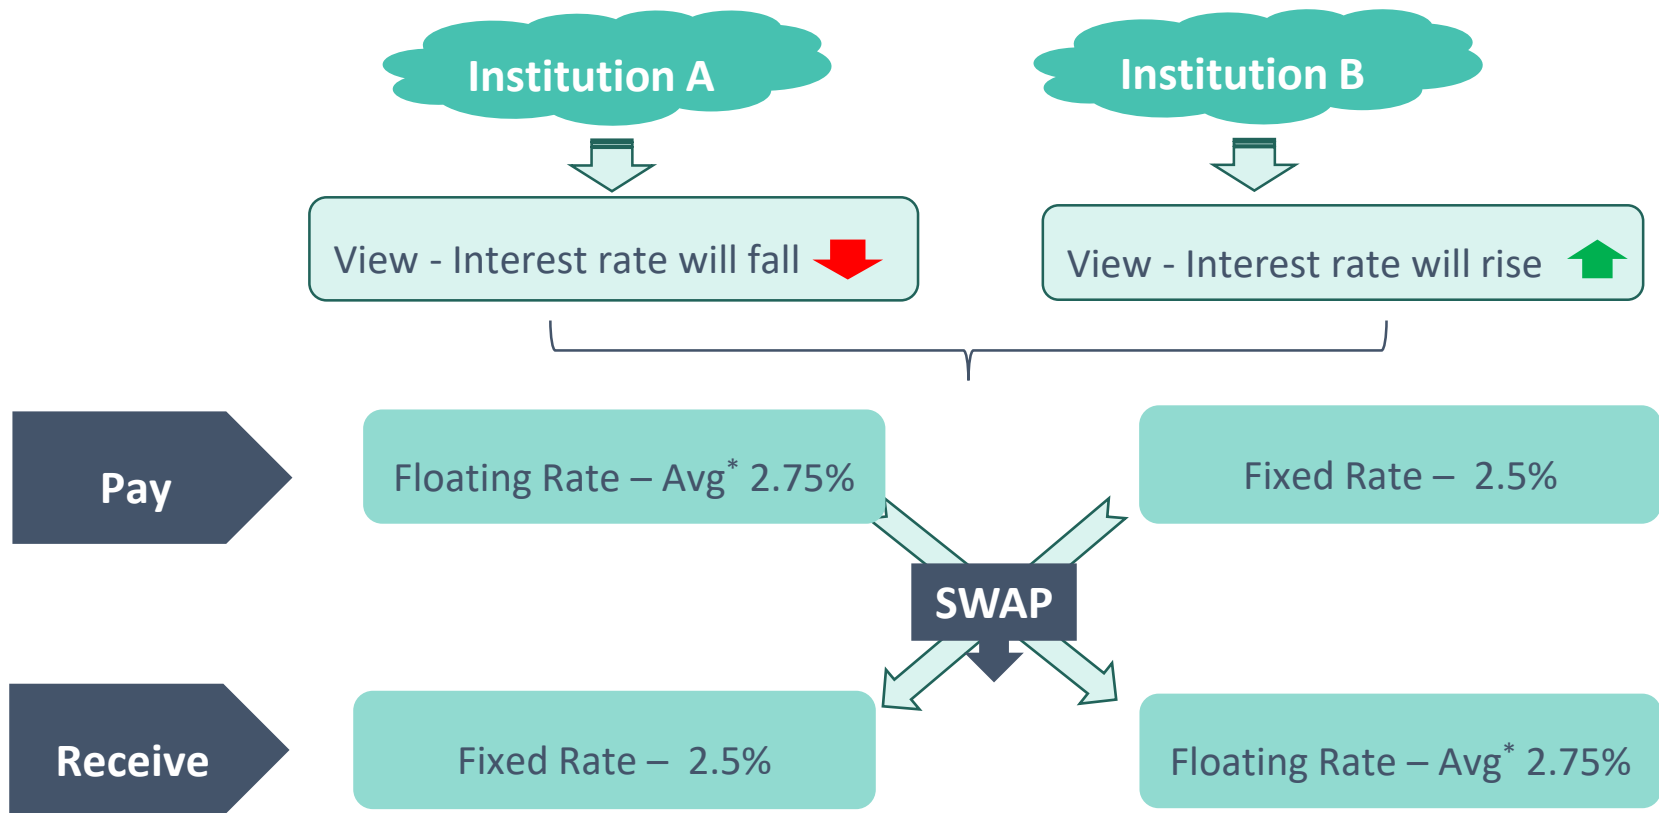 Institution A
Institution B
View - Interest rate will fall
View - Interest rate will rise
Pay
Floating Rate – Avg* 2.75%
Fixed Rate – 2.5%
SWAP
Receive
Fixed Rate – 2.5%
Floating Rate – Avg* 2.75%